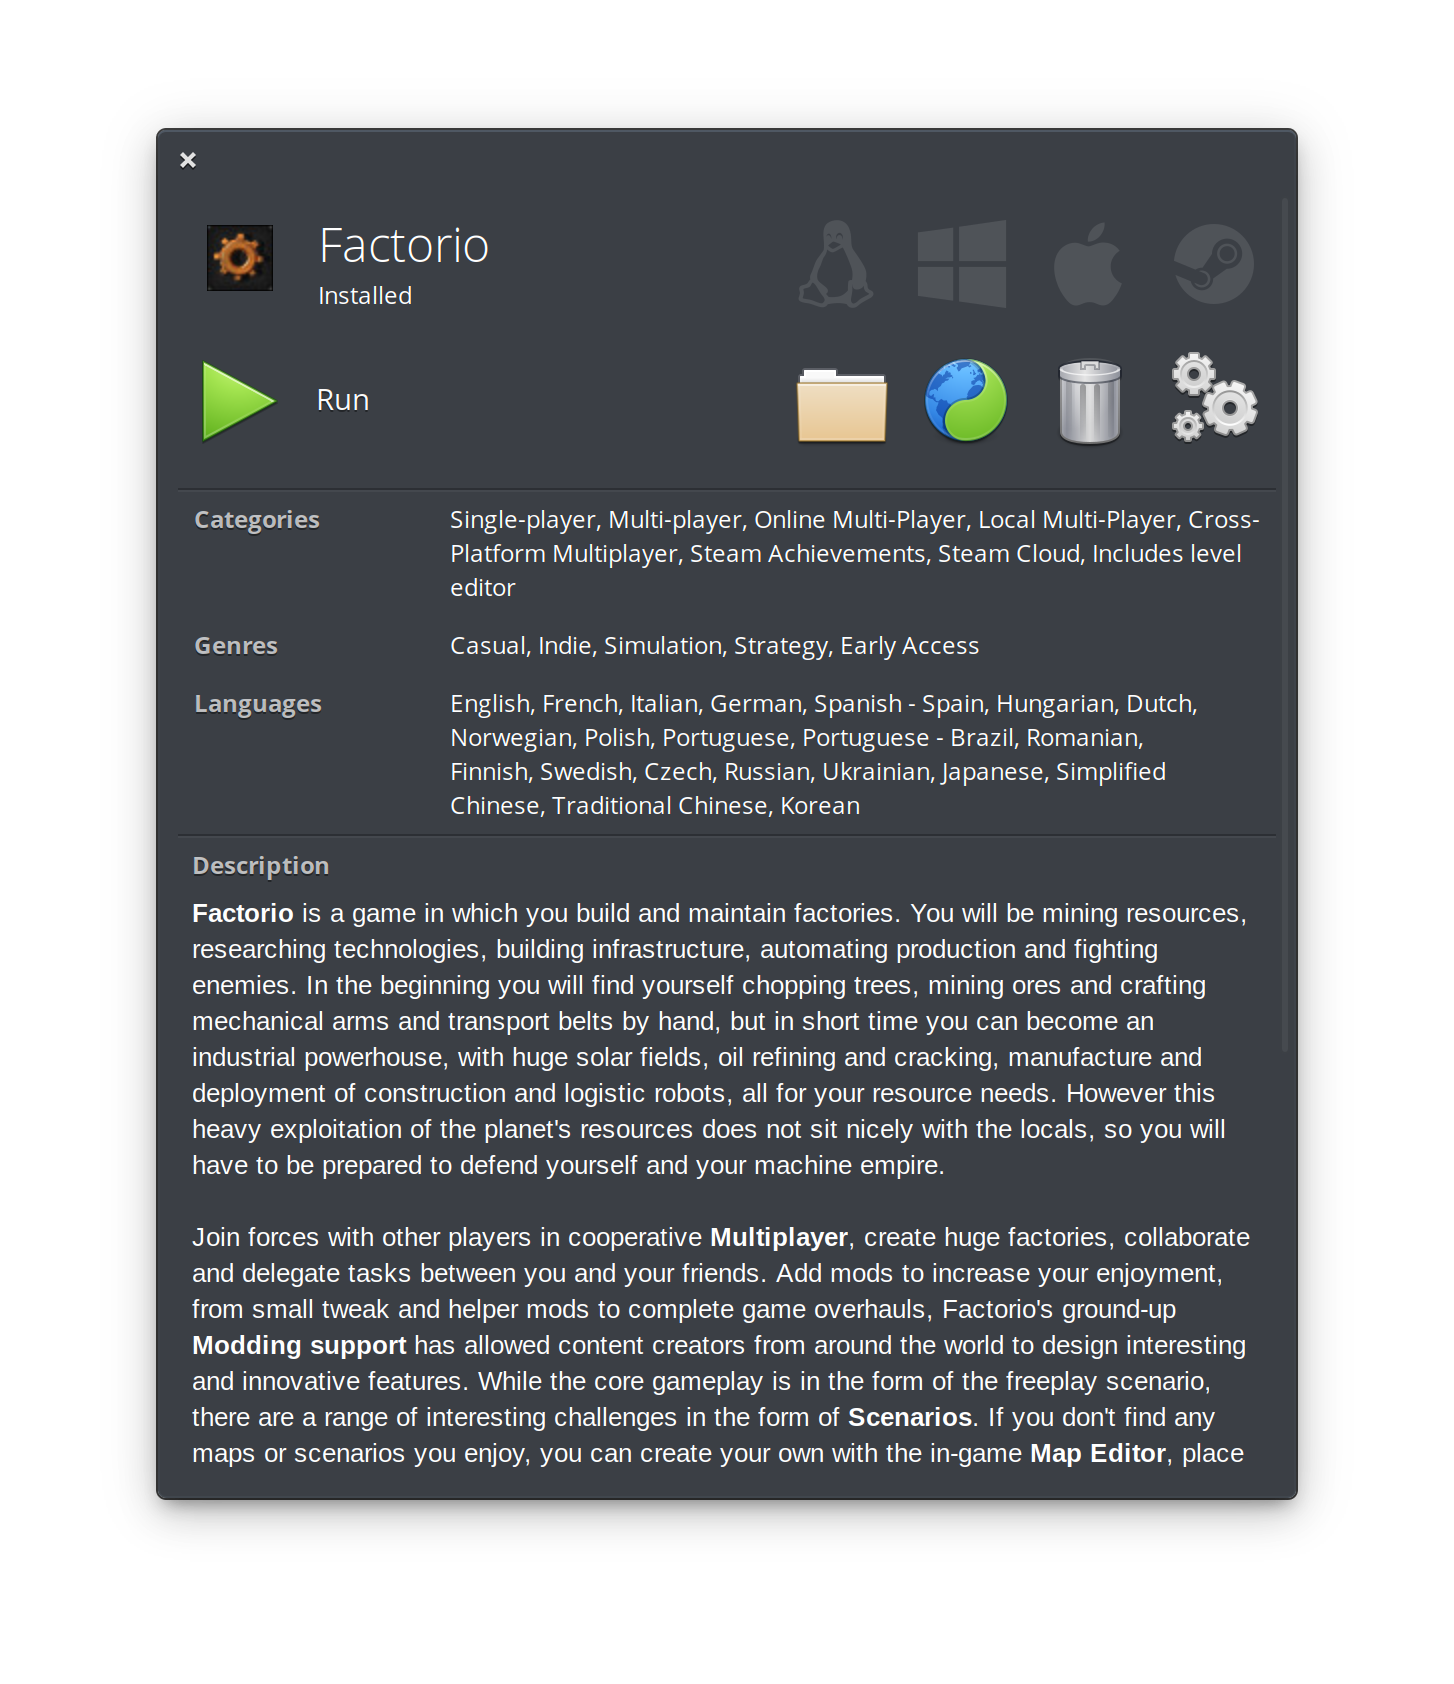 Factorio
Installed
Run
Categories
Single-player, Multi-player, Online Multi-Player, Local Multi-Player, Cross-
Platform Multiplayer, Steam Achievements, Steam Cloud, Includes level
editor
Genres
Casual, Indie, Simulation, Strategy, Early Access
Languages
English, French, Italian, German, Spanish - Spain, Hungarian, Dutch,
Norwegian, Polish, Portuguese, Portuguese - Brazil, Romanian,
Finnish, Swedish, Czech, Russian, Ukrainian, Japanese, Simplified
Chinese, Traditional Chinese, Korean
Description
Factorio is a game in which you build and maintain factories. You will be mining resources,
researching technologies, building infrastructure, automating production and fighting
enemies. In the beginning you will find yourself chopping trees, mining ores and crafting
mechanical arms and transport belts by hand, but in short time you can become an
industrial powerhouse, with huge solar fields, oil refining and cracking, manufacture and
deployment of construction and logistic robots, all for your resource needs. However this
heavy exploitation of the planet's resources does not sit nicely with the locals, so you will
have to be prepared to defend yourself and your machine empire.
Join forces with other players in cooperative Multiplayer, create huge factories, collaborate
and delegate tasks between you and your friends. Add mods to increase your enjoyment,
from small tweak and helper mods to complete game overhauls, Factorio's ground-up
Modding support has allowed content creators from around the world to design interesting
and innovative features. While the core gameplay is in the form of the freeplay scenario,
there are a range of interesting challenges in the form of Scenarios. If you don't find any
maps or scenarios you enjoy, you can create your own with the in-game Map Editor, place